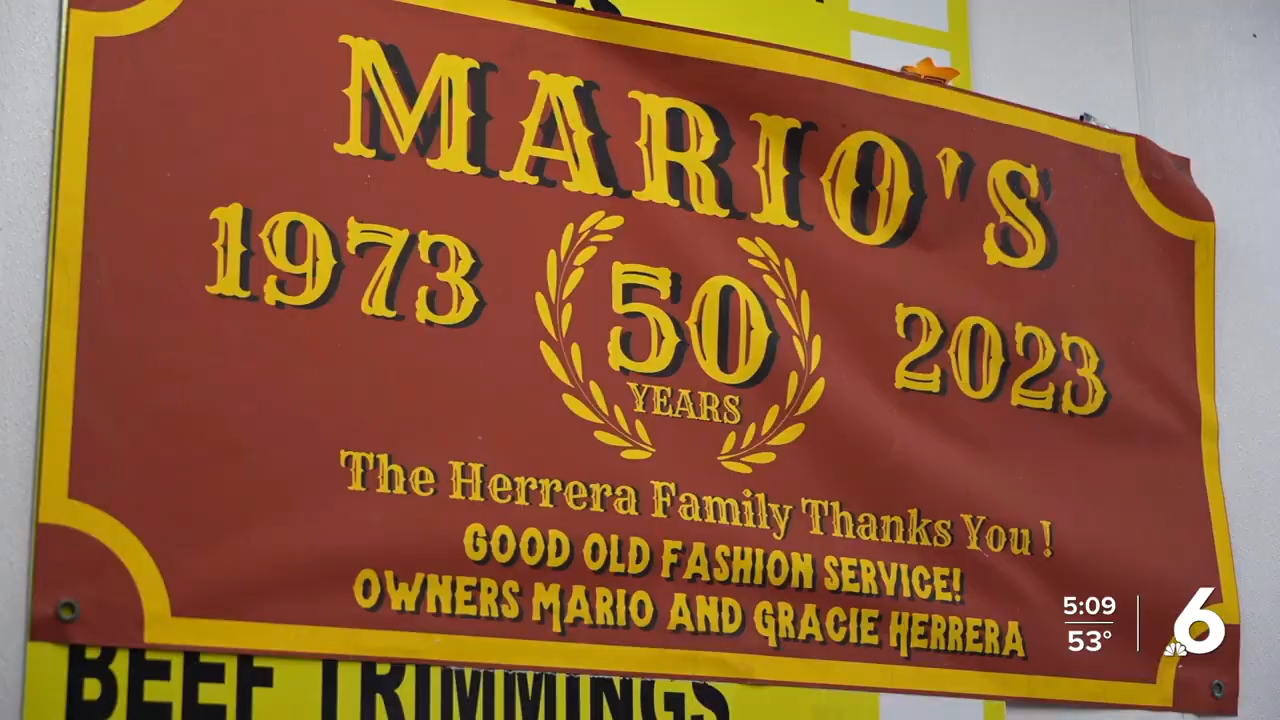 MARIO'S
1973 50 2023
YEARS
The Herrera Family Thanks You !
GOOD OLD FASHION SERVICE!
OWNERS MARIO AND GRACIE HERRERA
5:09
53°
6
BEEF TRIMMINGS